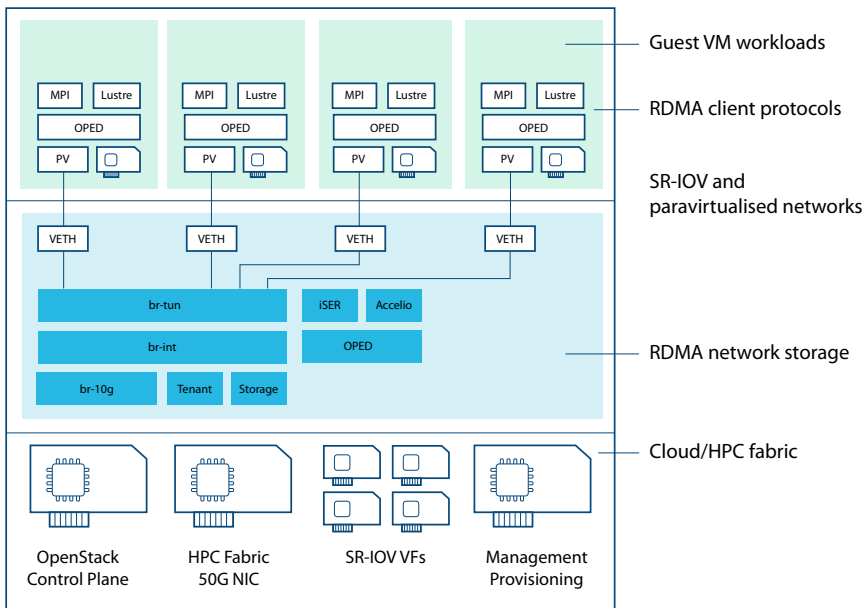 Guest VM workloads
MPI Lustre MPI Lustre MPI Lustre MPI Lustre
RDMA client protocols
OPED OPED OPED OPED
PV PV PV PV
SR-IOV and
paravirtualised networks
VETH VETH VETH VETH
br-tun iSER Accelio
br-int OPED
RDMA network storage
br-10g Tenant Storage
Cloud/HPC fabric
OpenStack
Control Plane
HPC Fabric
50G NIC
SR-IOV VFs
Management
Provisioning